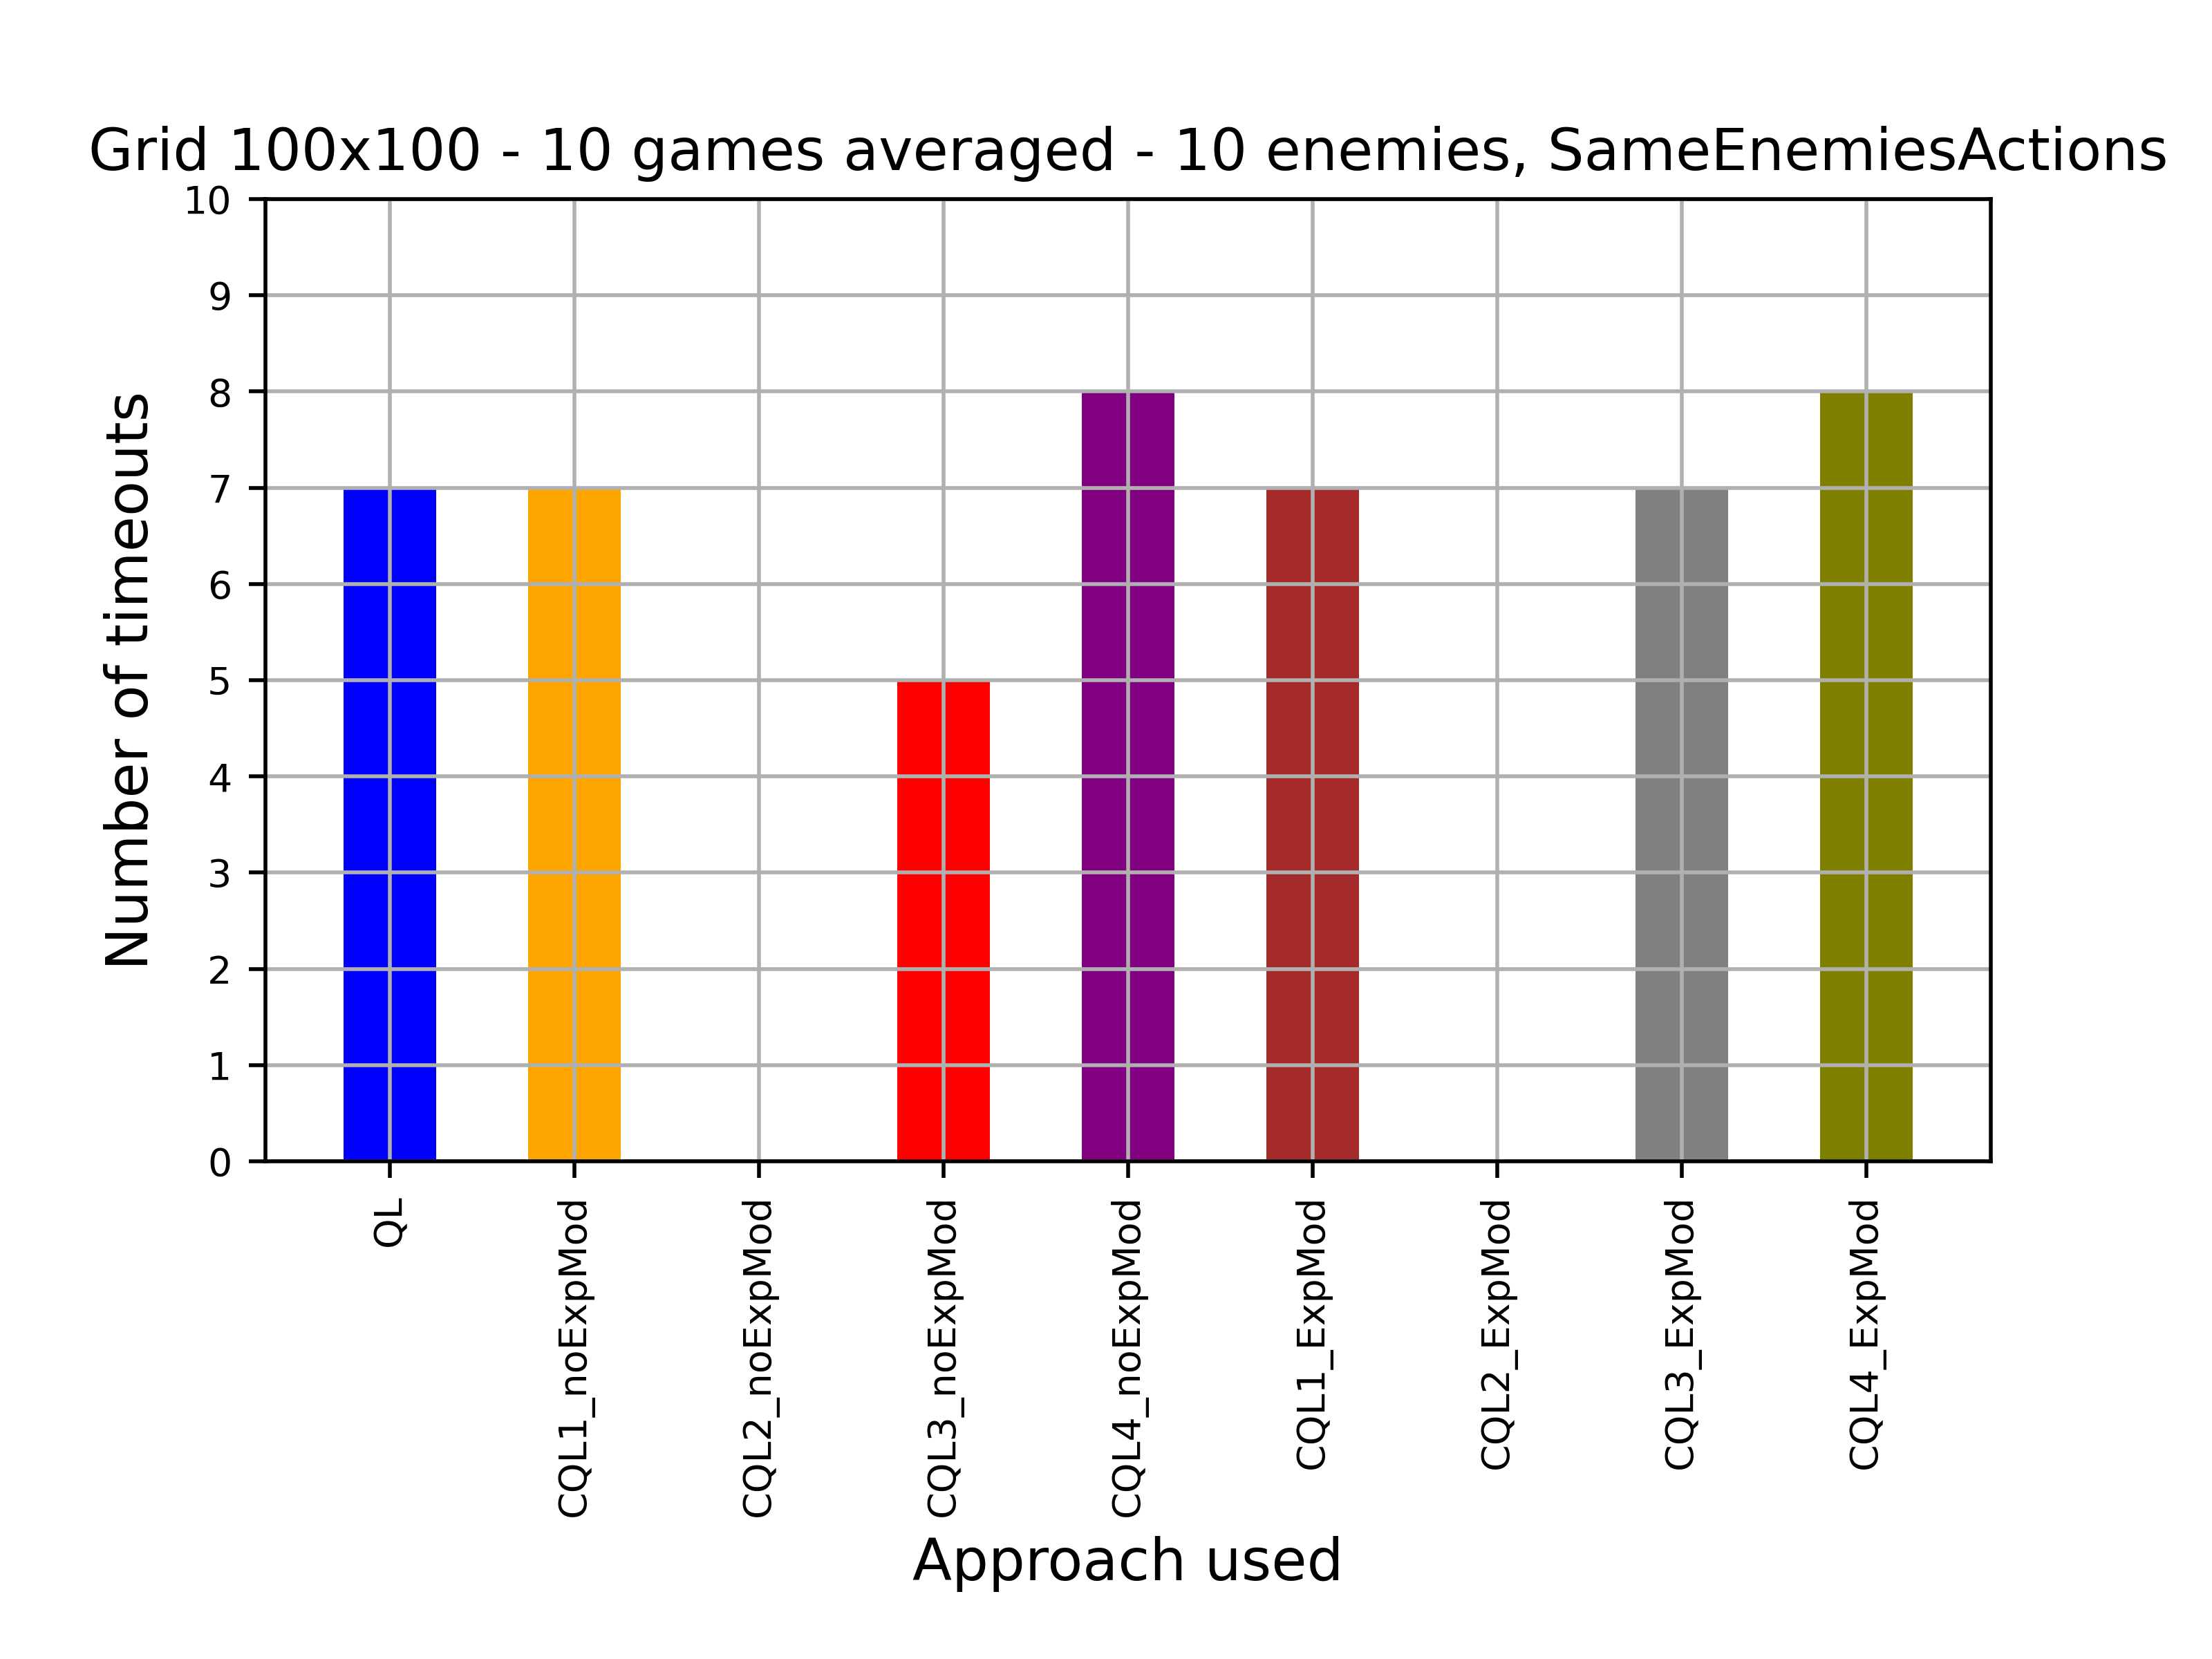 Grid 100x100 - 10 games averaged - 10 enemies, SameEnemiesActions
10
9
8
7
6
5
4
3
2
1
0
Number of timeouts
QL
CQL1_noExpMod
CQL2_noExpMod
CQL3_noExpMod
CQL4_noExpMod
CQL1_ExpMod
CQL2_ExpMod
CQL3_ExpMod
CQL4_ExpMod
Approach used